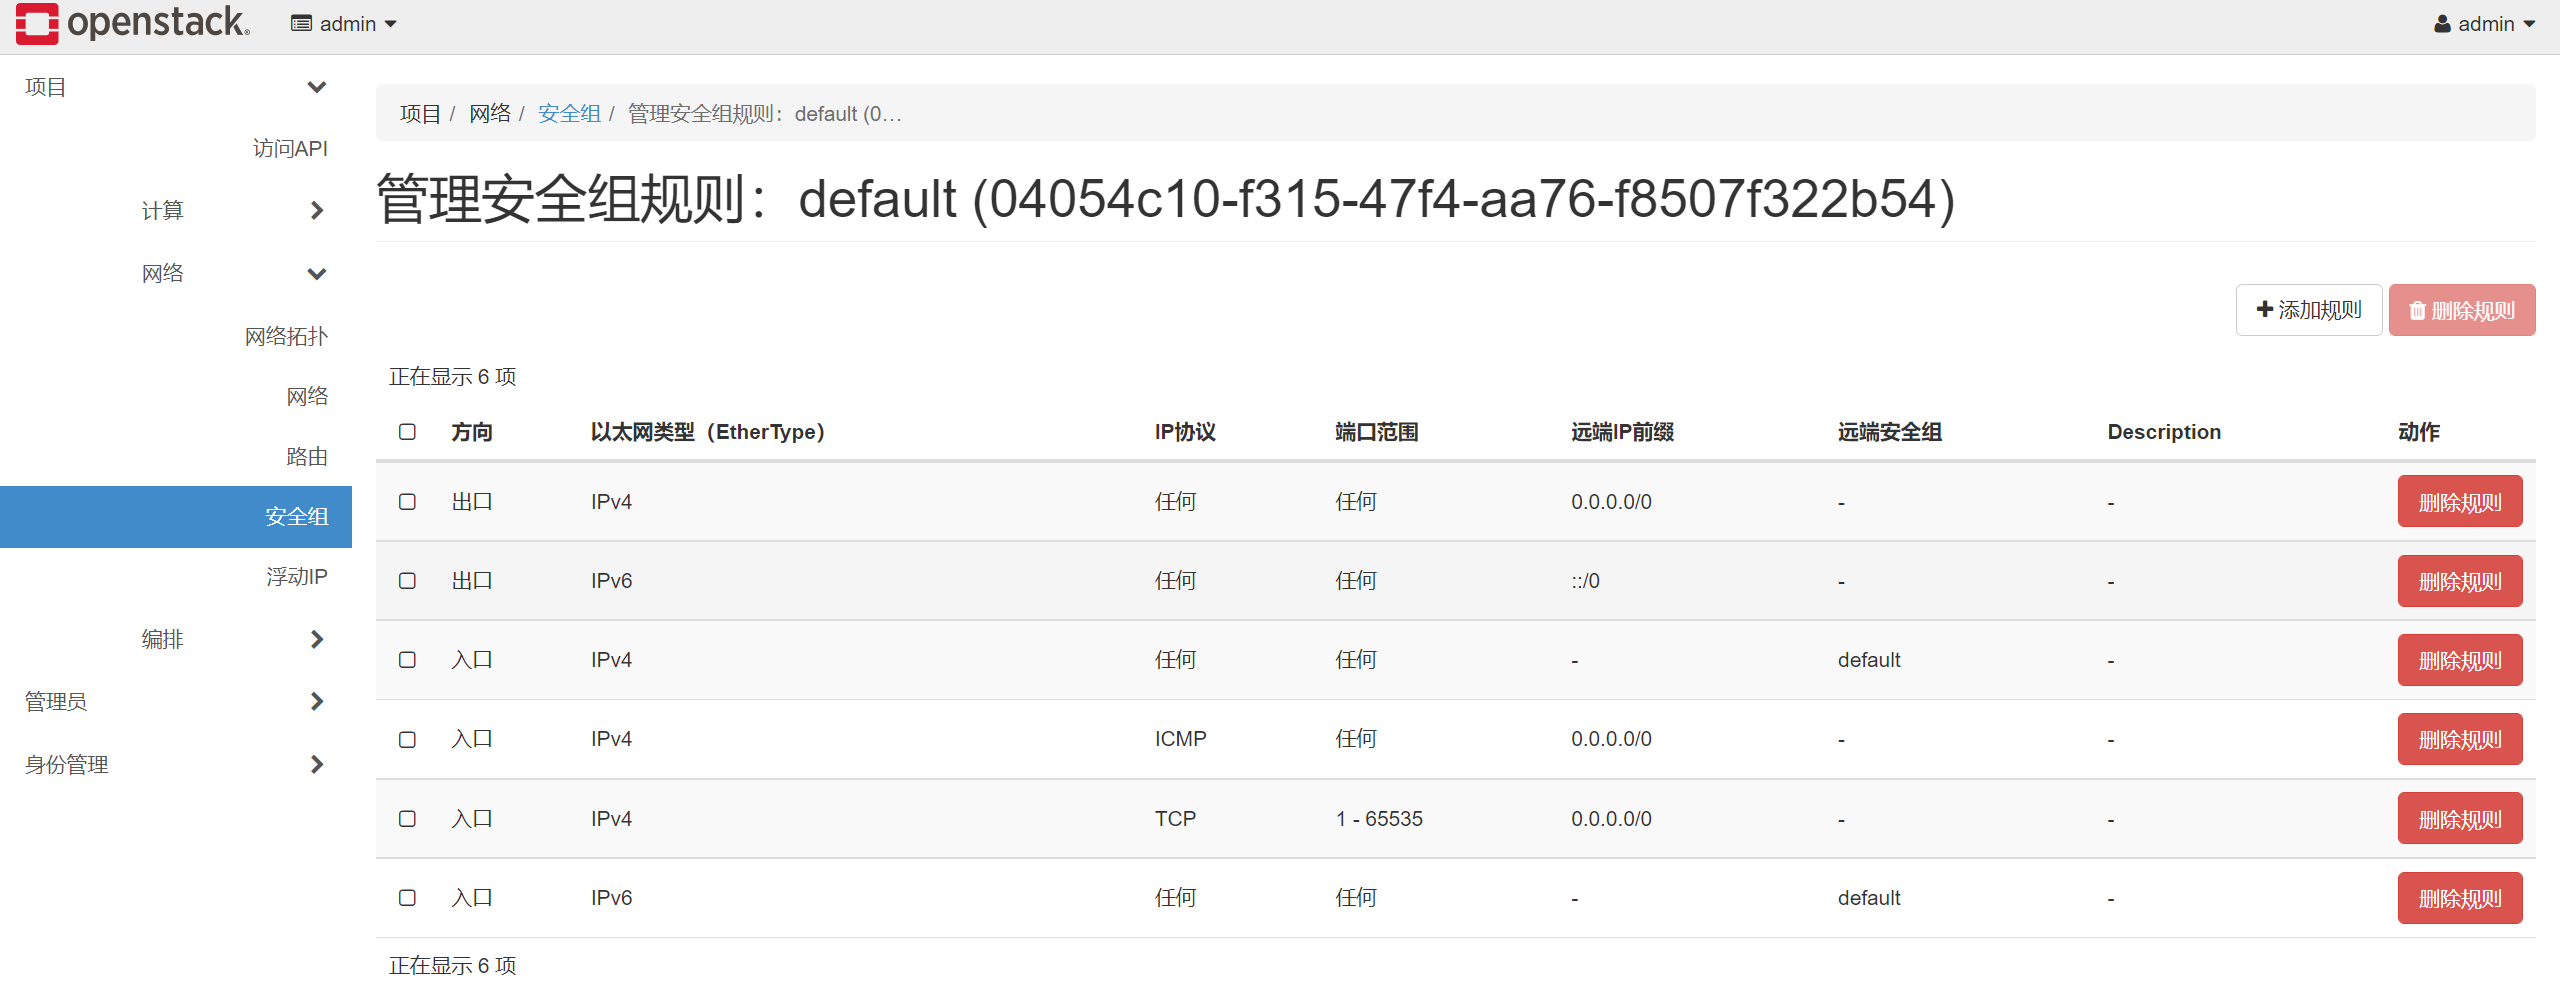 openstack. admin admin
项目
访问API
计算
网络
网络拓扑
网络
路由
安全组
浮动IP
编排
管理员
身份管理
项目 / 网络 / 安全组 / 管理安全组规则：default (0...
管理安全组规则：default (04054c10-f315-47f4-aa76-f8507f322b54)
添加规则 删除规则
正在显示 6 项
方向 以太网类型（EtherType） IP协议 端口范围 远端IP前缀 远端安全组 Description 动作
出口 IPv4 任何 任何 0.0.0.0/0 - - 删除规则
出口 IPv6 任何 任何 ::/0 - - 删除规则
入口 IPv4 任何 任何 - default - 删除规则
入口 IPv4 ICMP 任何 0.0.0.0/0 - - 删除规则
入口 IPv4 TCP 1 - 65535 0.0.0.0/0 - - 删除规则
入口 IPv6 任何 任何 - default - 删除规则
正在显示 6 项